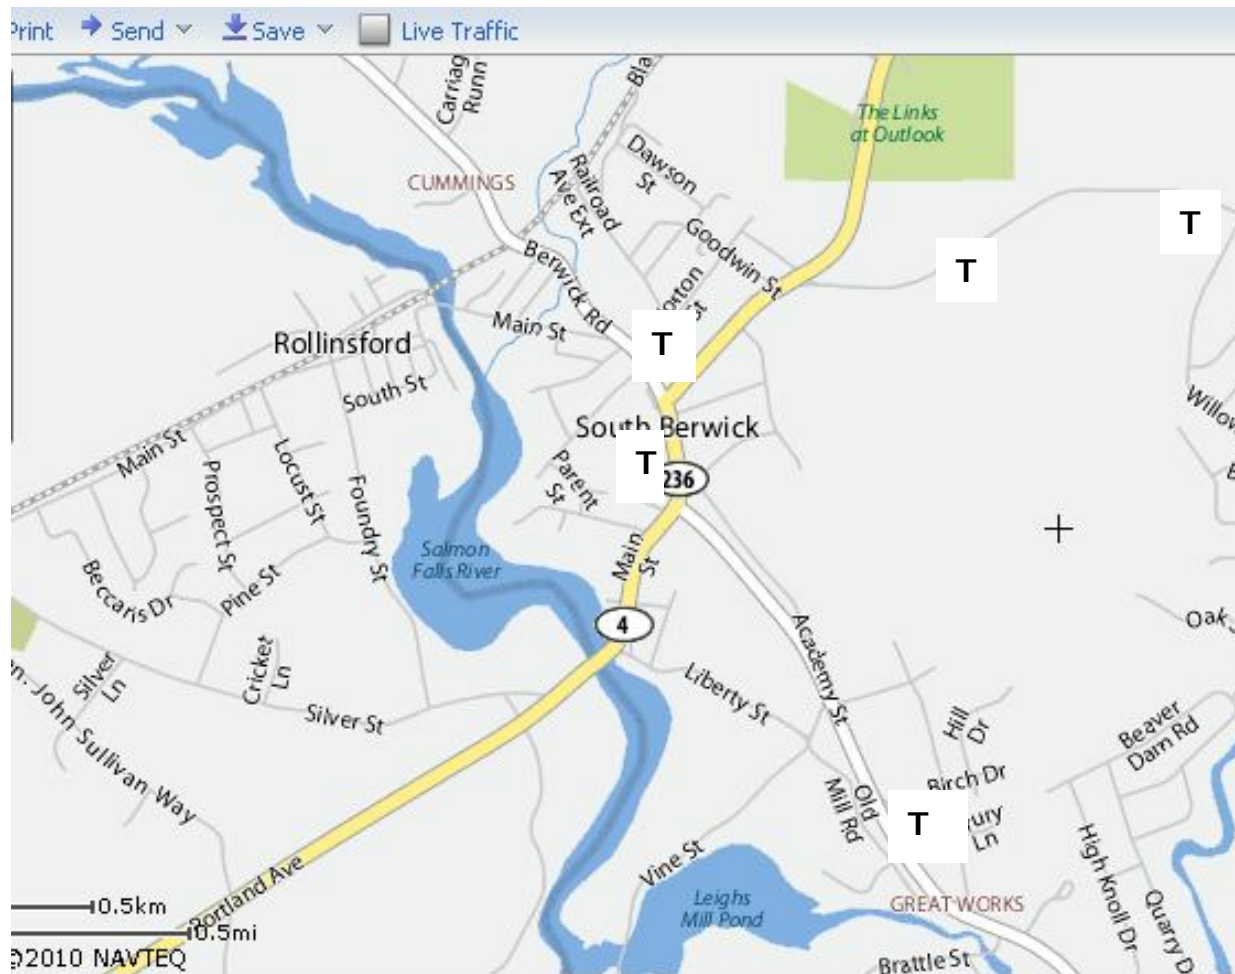 Print Send Save Live Traffic
Carriag
Runn
Bla
The Links
at Outlook
CUMMINGS
Railroad
Ave Ext
Dawson
St
Goodwin St
T
T
Berwick Rd
orton
St
Main St
T
Rollinsford
South St
South Berwick
Willow
Main St
Locust St
Prospect St
Foundry St
Parent
St
T
236
Salmon
Falls River
Main
St
Beccaris Dr
Pine St
4
Academy St
Oak
n. John Sullivan Way
Silver
Ln
Cricket
Ln
Silver St
Liberty St
Hill
Dr
Beaver
Dam Rd
Birch Dr
Old
Mill Rd
T
ury
Ln
High Knoll Dr
Quarry D
Vine St
Leighs
Mill Pond
GREAT WORKS
Portland Ave
0.5km
0.5mi
©2010 NAVTEQ
Brattle St